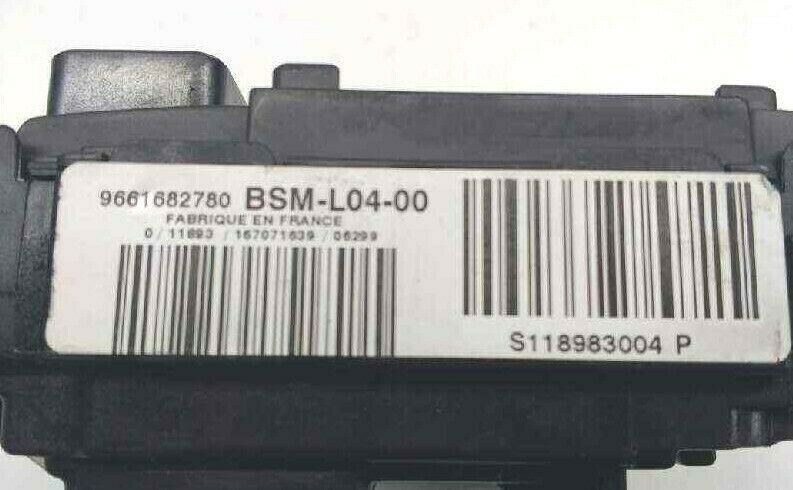 9661682780 BSM-L04-00
FABRIQUE EN FRANCE
0/11893 / 167071639 / 06299
S118983004 P